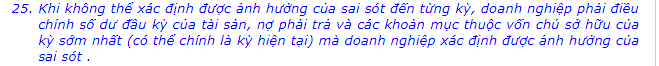 25. Khi không thể xác định được ảnh hưởng của sai sót đến từng kỳ, doanh nghiệp phải điều
chỉnh số dư đầu kỳ của tài sản, nợ phải trả và các khoản mục thuộc vốn chủ sở hữu của
kỳ sớm nhất (có thể chính là kỳ hiện tại) mà doanh nghiệp xác định được ảnh hưởng của
sai sót .